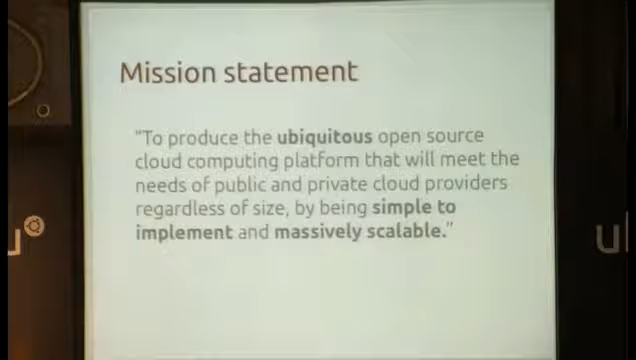 Mission statement
"To produce the ubiquitous open source
cloud computing platform that will meet the
needs of public and private cloud providers
regardless of size, by being simple to
implement and massively scalable."
u
ul